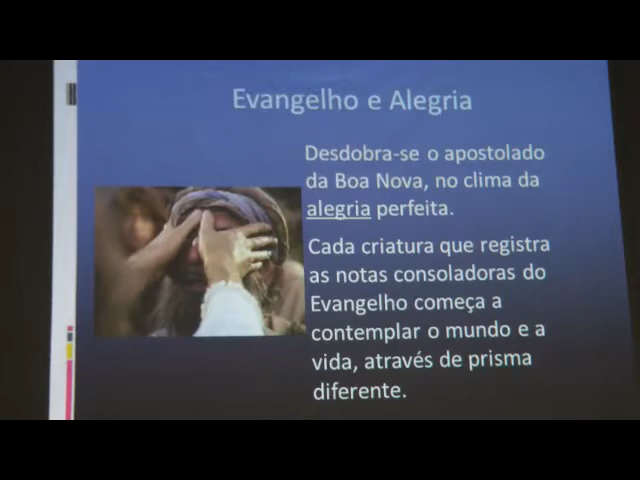 Evangelho e Alegria
Desdobra-se o apostolado
da Boa Nova, no clima da
alegria perfeita.
Cada criatura que registra
as notas consoladoras do
Evangelho começa a
contemplar o mundo e a
vida, através de prisma
diferente.